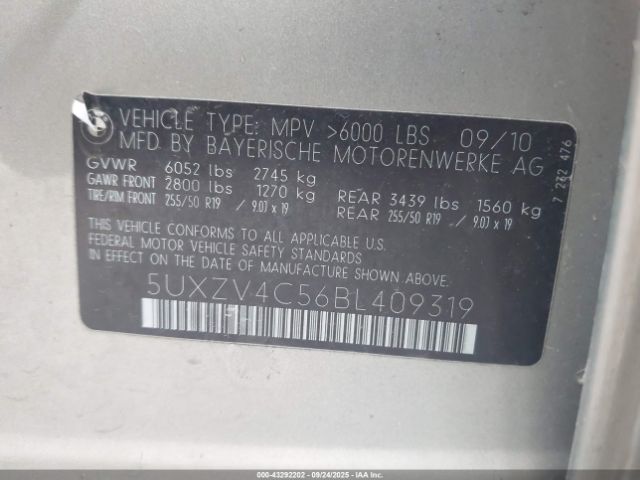 VEHICLE TYPE: MPV >6000 LBS 09/10
MFD BY BAYERISCHE MOTORENWERKE AG
GVWR 6052 lbs 2745 kg
GAWR FRONT 2800 lbs 1270 kg REAR 3439 lbs 1560 kg
TIRE/RIM FRONT 255/50 R19 / 9.0J x 19 REAR 255/50 R19 / 9.0J x 19
THIS VEHICLE CONFORMS TO ALL APPLICABLE U.S.
FEDERAL MOTOR VEHICLE SAFETY STANDARDS
IN EFFECT ON THE DATE OF MANUFACTURE SHOWN ABOVE.
5UXZV4C56BL409319
7 232 476
000-43292202 - 09/24/2025 - IAAI.COM